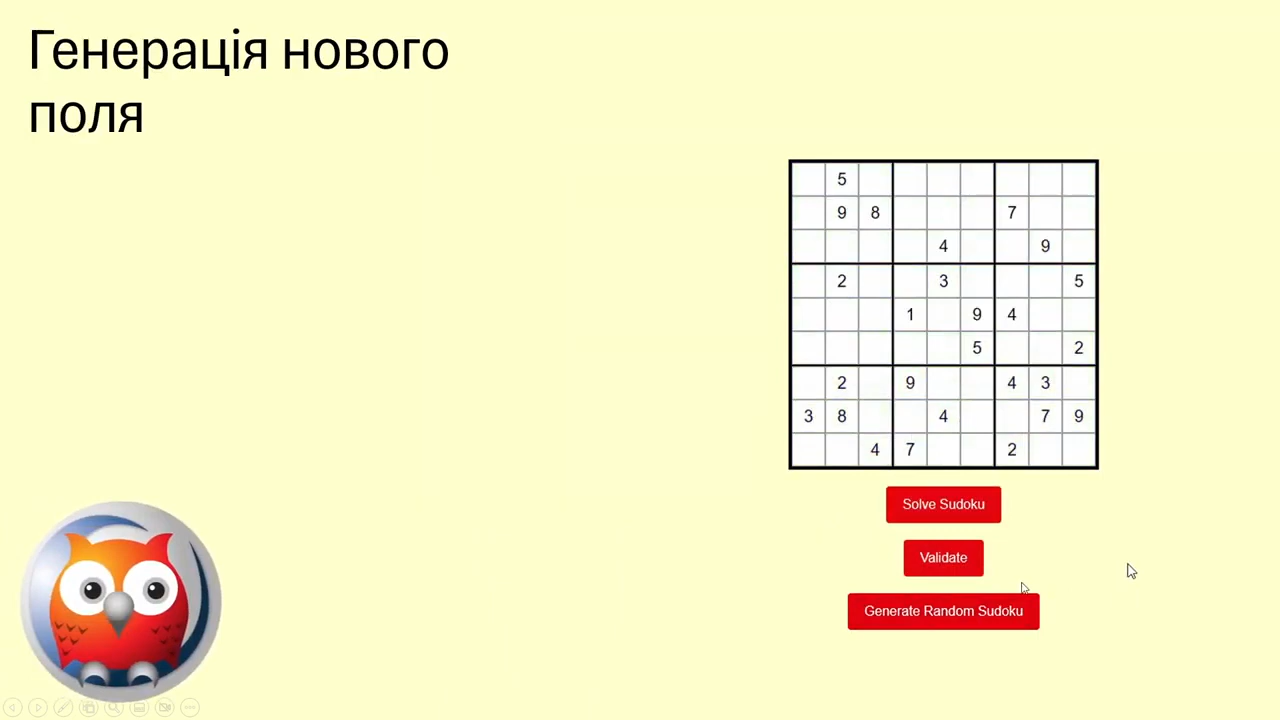 Генерація нового
поля
5
9 8 7
4 9
2 3 5
1 9 4
5 2
2 9 4 3
3 8 4 7 9
4 7 2
Solve Sudoku
Validate
Generate Random Sudoku